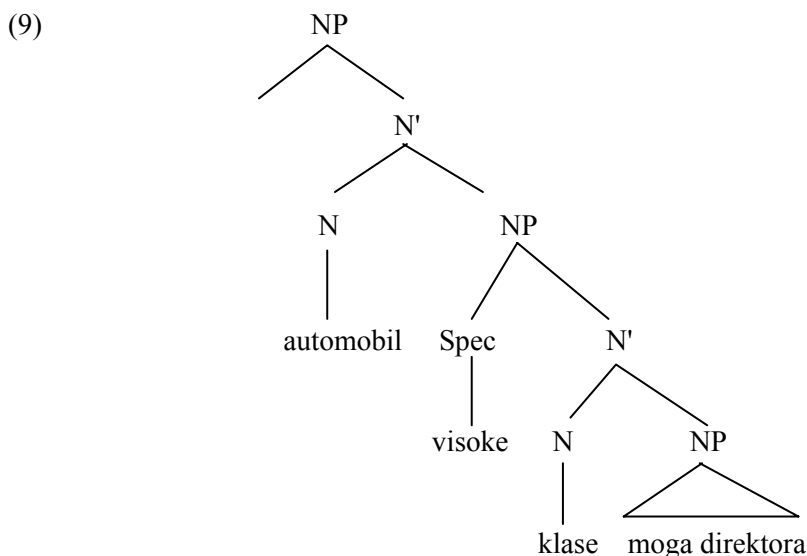 (9) NP
N'
N NP
automobil Spec N'
visoke N NP
klase moga direktora